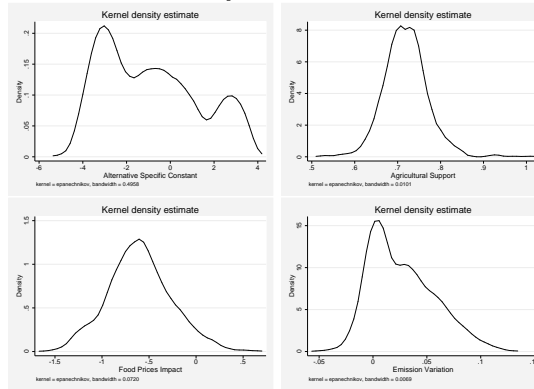 Kernel density estimate
Density
0
.05
.1
.15
.2
-6
-4
-2
0
2
4
Alternative Specific Constant
kernel = epanechnikov, bandwidth = 0.4958
Kernel density estimate
Density
0
2
4
6
8
.5
.6
.7
.8
.9
1
Agricultural Support
kernel = epanechnikov, bandwidth = 0.0101
Kernel density estimate
Density
0
.5
1
1.5
-1.5
-1
-.5
0
.5
Food Prices Impact
kernel = epanechnikov, bandwidth = 0.0720
Kernel density estimate
Density
0
5
10
15
-.05
0
.05
.1
Emission Variation
kernel = epanechnikov, bandwidth = 0.0069